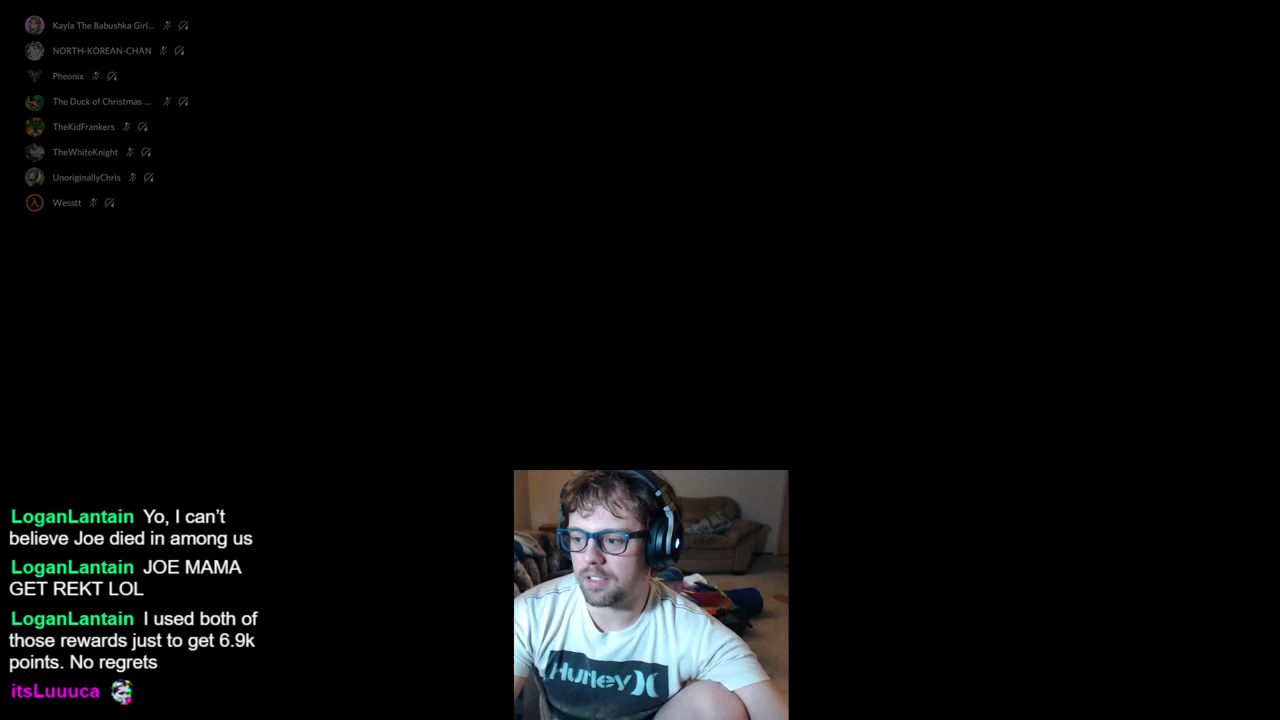 Kayla The Babushka Girl...
NORTH-KOREAN-CHAN
Pheonix
The Duck of Christmas ...
TheKidFrankers
TheWhiteKnight
UnoriginallyChris
Wesstt
LoganLantain Yo, I can't
believe Joe died in among us
LoganLantain JOE MAMA
GET REKT LOL
LoganLantain I used both of
those rewards just to get 6.9k
points. No regrets
itsLuuuca
Hurley)(